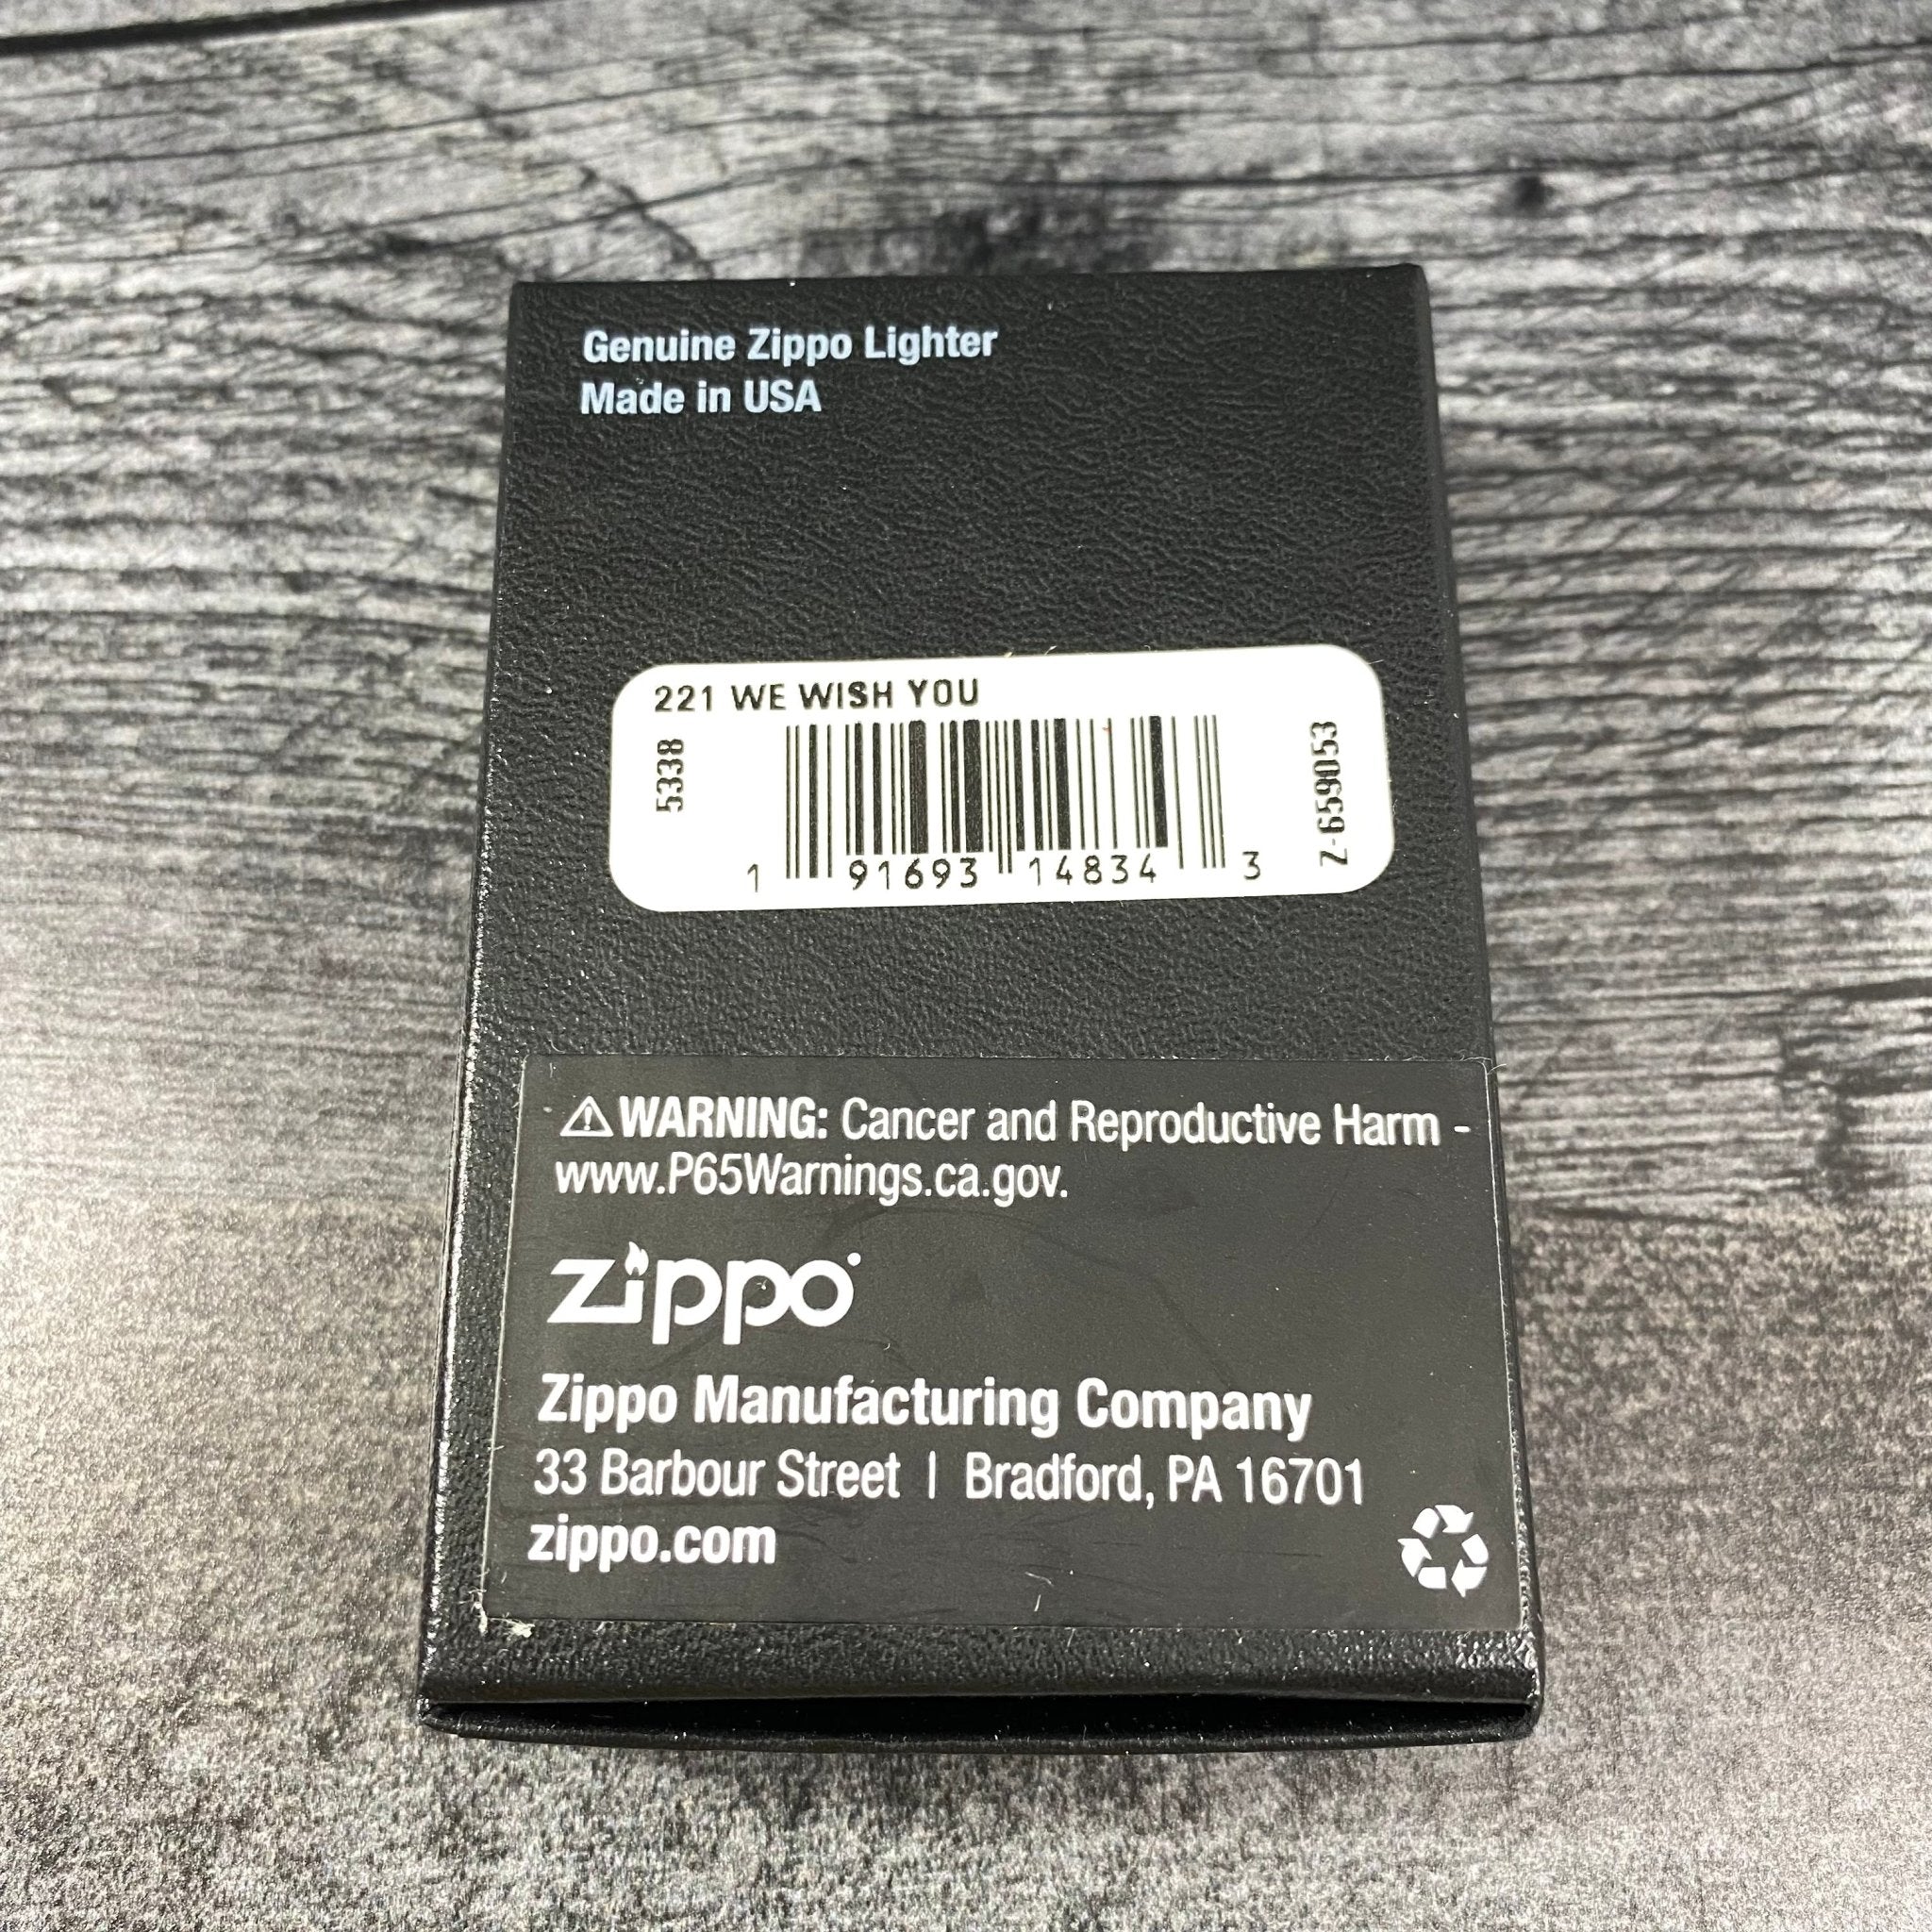 Genuine Zippo Lighter
Made in USA
221 WE WISH YOU
5338
Z-659053
1 91693 14834 3
⚠WARNING: Cancer and Reproductive Harm -
www.P65Warnings.ca.gov.
zippo
Zippo Manufacturing Company
33 Barbour Street | Bradford, PA 16701
zippo.com